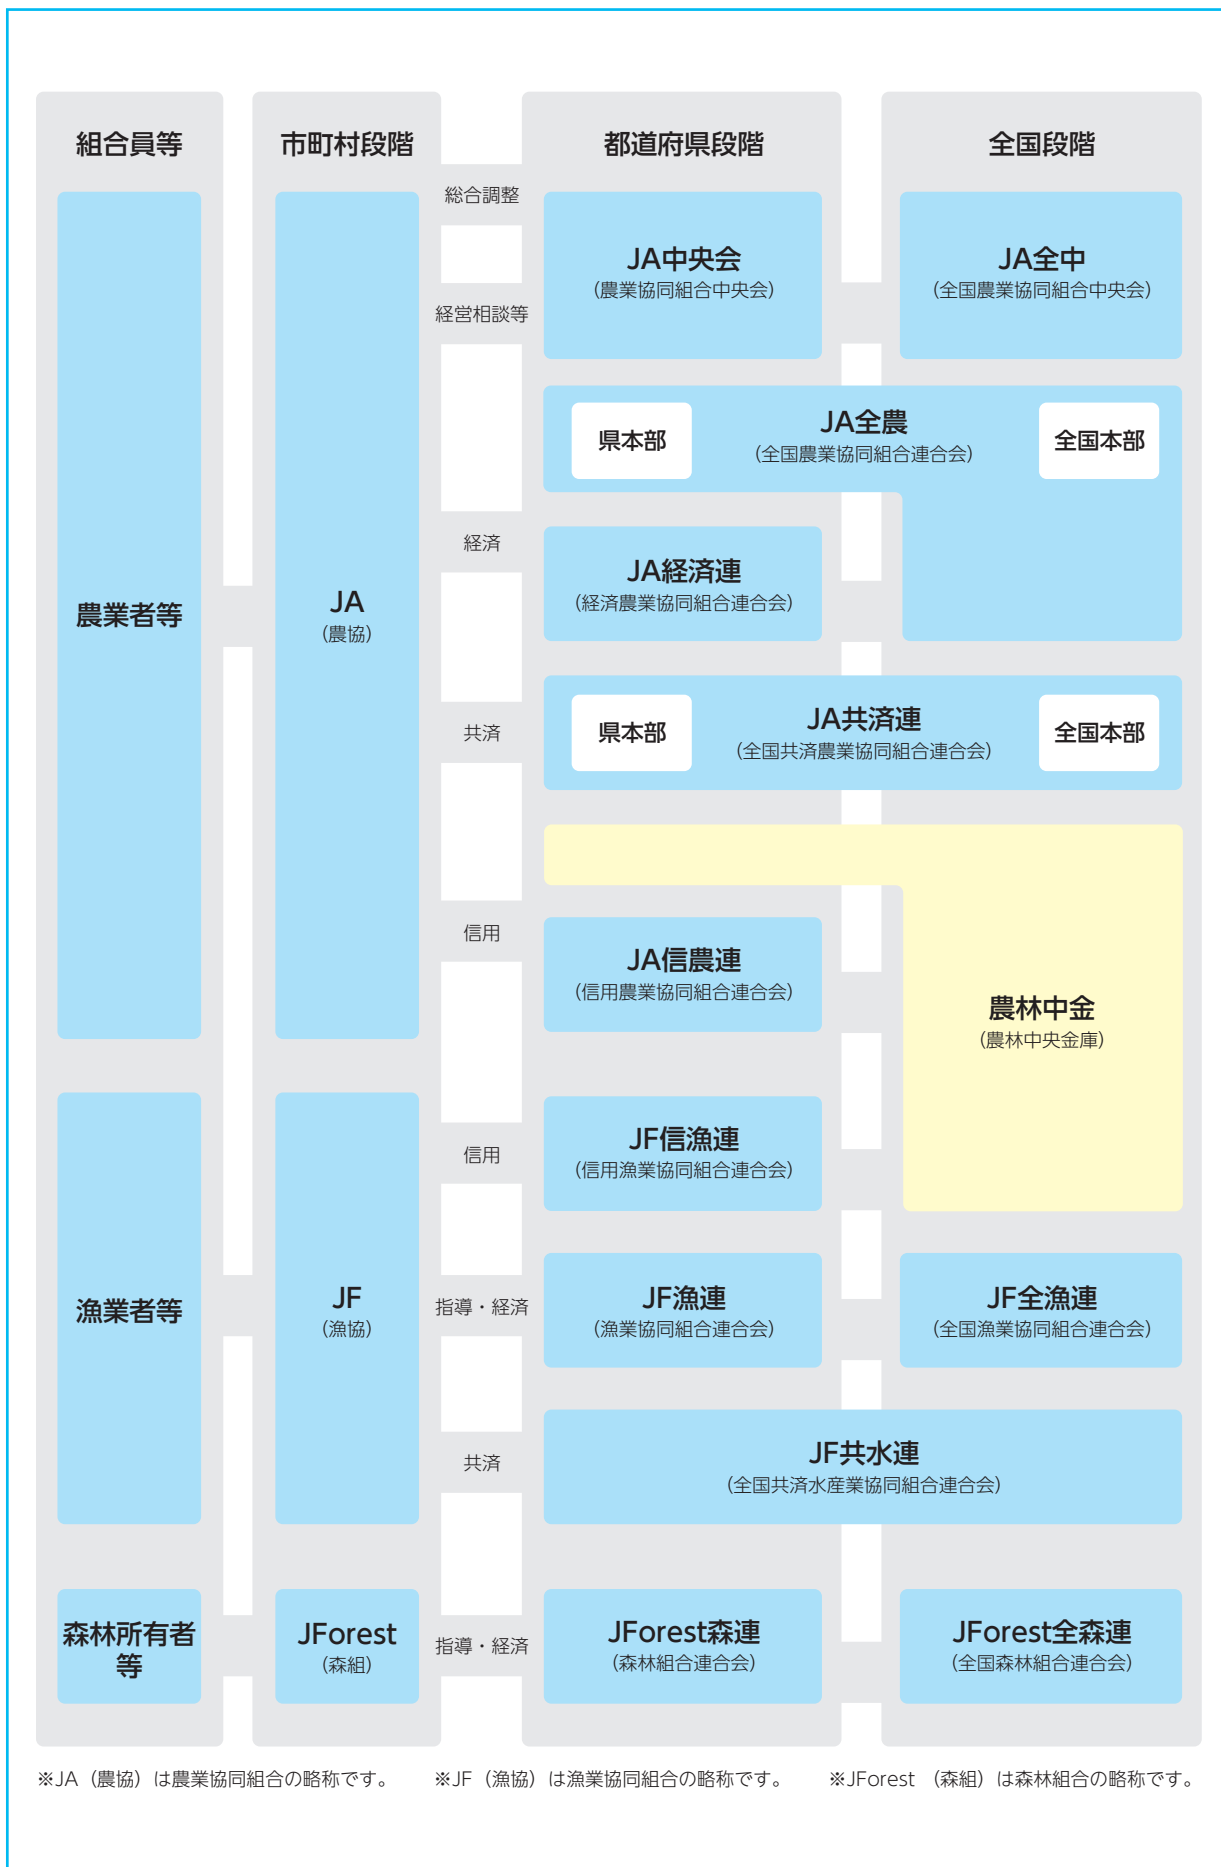 組合員等
市町村段階
都道府県段階
全国段階
農業者等
JA
(農協)
総合調整
経営相談等
JA中央会
(農業協同組合中央会)
JA全中
(全国農業協同組合中央会)
経済
県本部
JA全農
(全国農業協同組合連合会)
全国本部
JA経済連
(経済農業協同組合連合会)
共済
県本部
JA共済連
(全国共済農業協同組合連合会)
全国本部
信用
JA信農連
(信用農業協同組合連合会)
農林中金
(農林中央金庫)
漁業者等
JF
(漁協)
信用
JF信漁連
(信用漁業協同組合連合会)
指導・経済
JF漁連
(漁業協同組合連合会)
JF全漁連
(全国漁業協同組合連合会)
共済
JF共水連
(全国共済水産業協同組合連合会)
森林所有者
等
JForest
(森組)
指導・経済
JForest森連
(森林組合連合会)
JForest全森連
(全国森林組合連合会)
※JA(農協)は農業協同組合の略称です。 ※JF(漁協)は漁業協同組合の略称です。 ※JForest (森組)は森林組合の略称です。